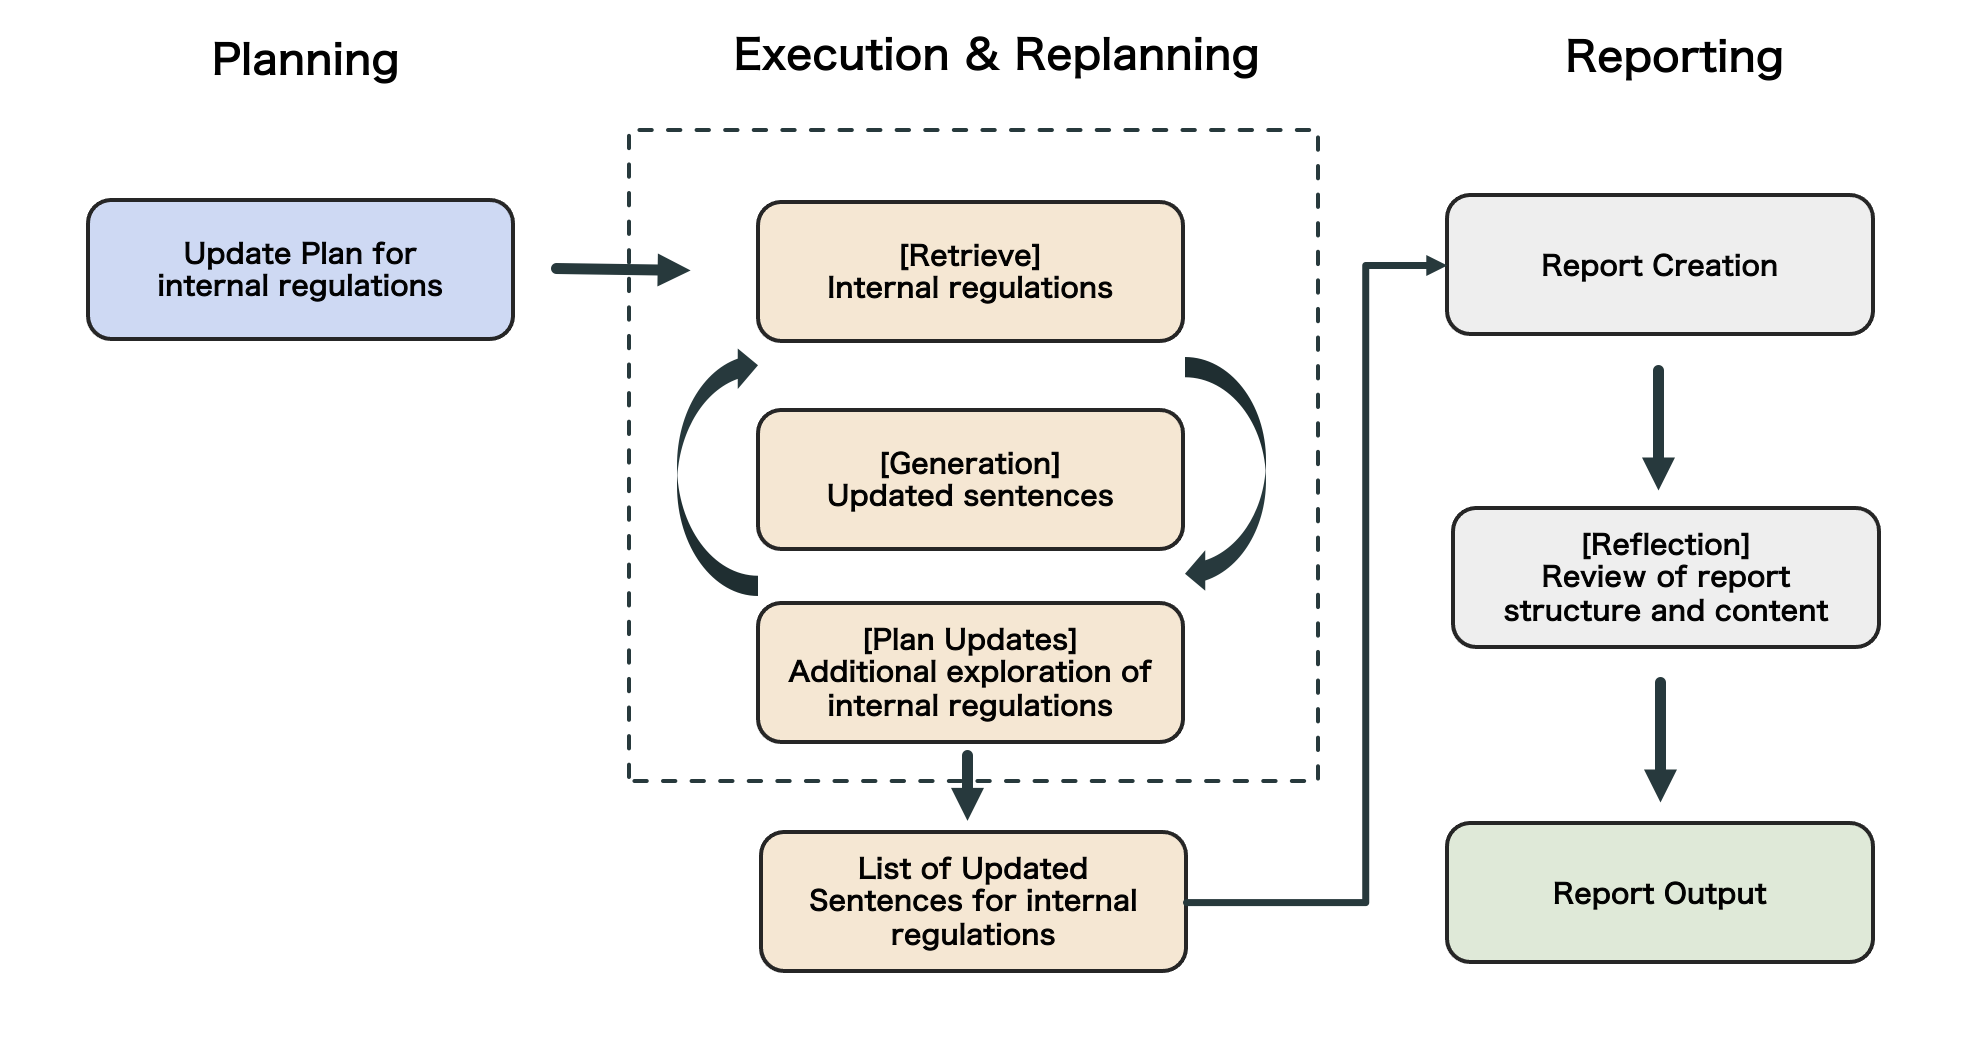 Planning
Execution & Replanning
Reporting
Update Plan for
internal regulations
[Retrieve]
Internal regulations
[Generation]
Updated sentences
[Plan Updates]
Additional exploration of
internal regulations
List of Updated
Sentences for internal
regulations
Report Creation
[Reflection]
Review of report
structure and content
Report Output